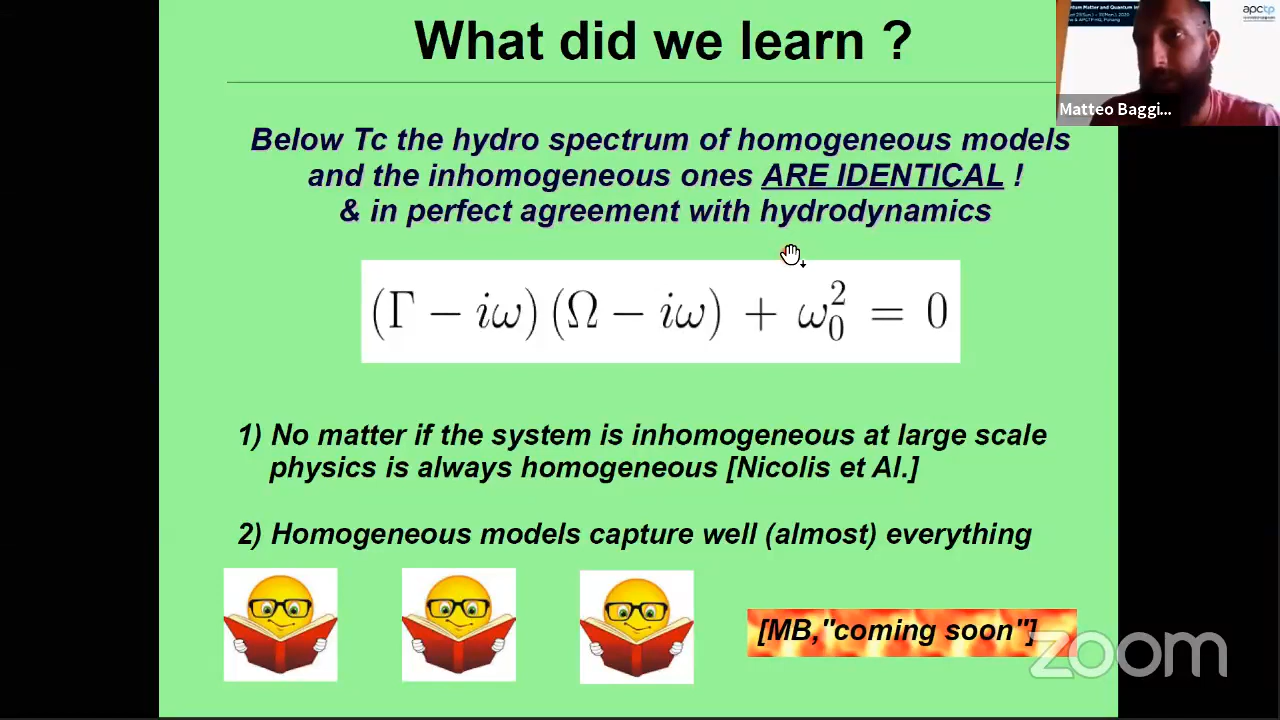 What did we learn ?
Below Tc the hydro spectrum of homogeneous models
and the inhomogeneous ones ARE IDENTICAL !
& in perfect agreement with hydrodynamics
(Γ − iω) (Ω − iω) + ω₀² = 0
1) No matter if the system is inhomogeneous at large scale
physics is always homogeneous [Nicolis et Al.]
2) Homogeneous models capture well (almost) everything
[MB,"coming soon"]
zoom
Matteo Baggi...
apctp